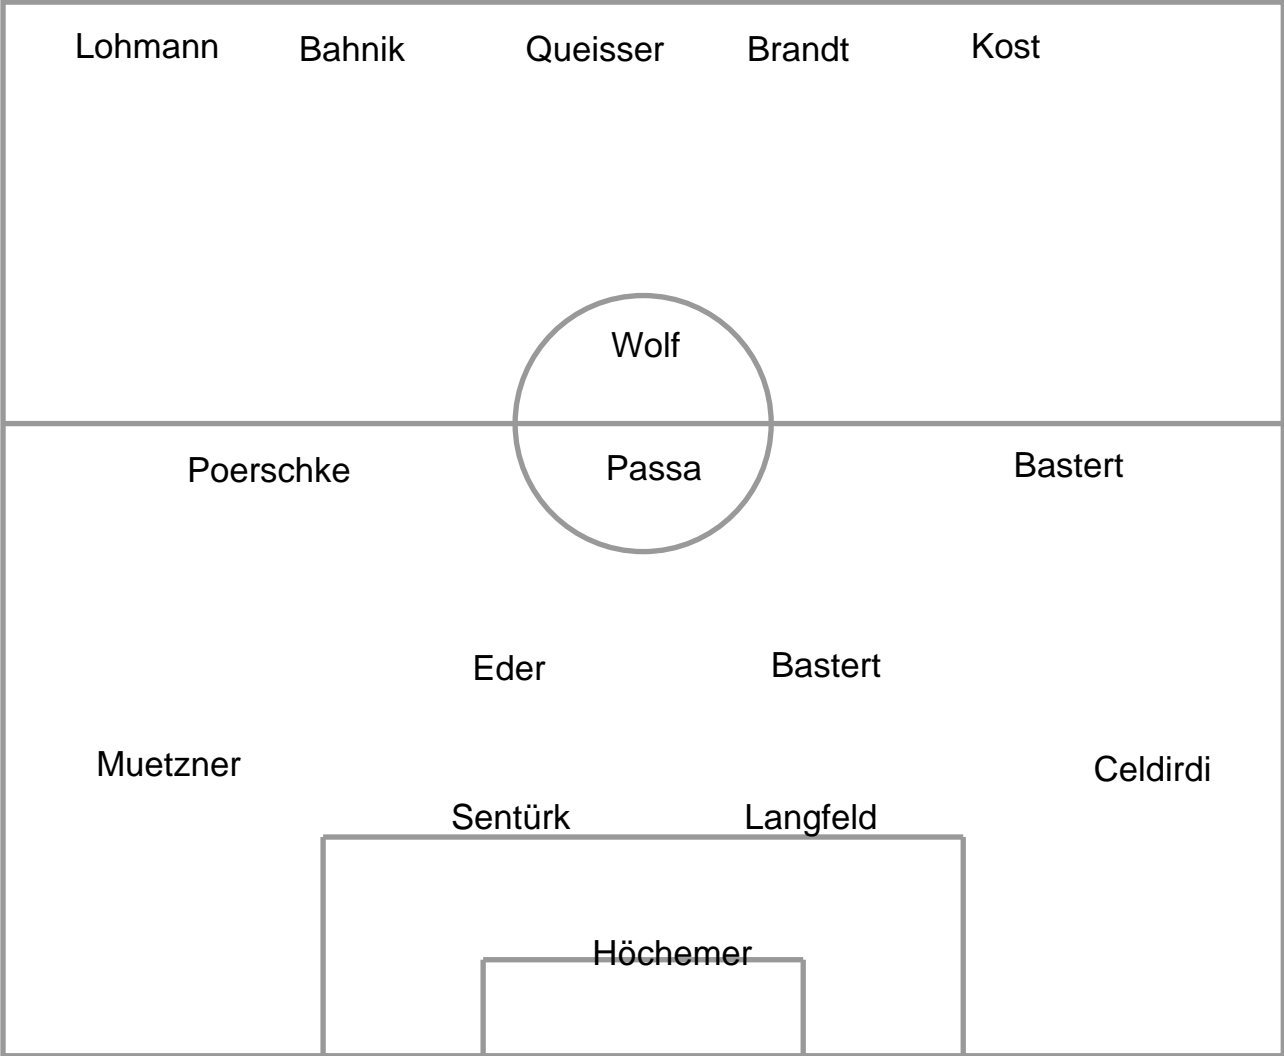 Lohmann Bahnik Queisser Brandt Kost
Wolf
Poerschke Passa Bastert
Eder Bastert
Muetzner Celdirdi
Sentürk Langfeld
Höchemer